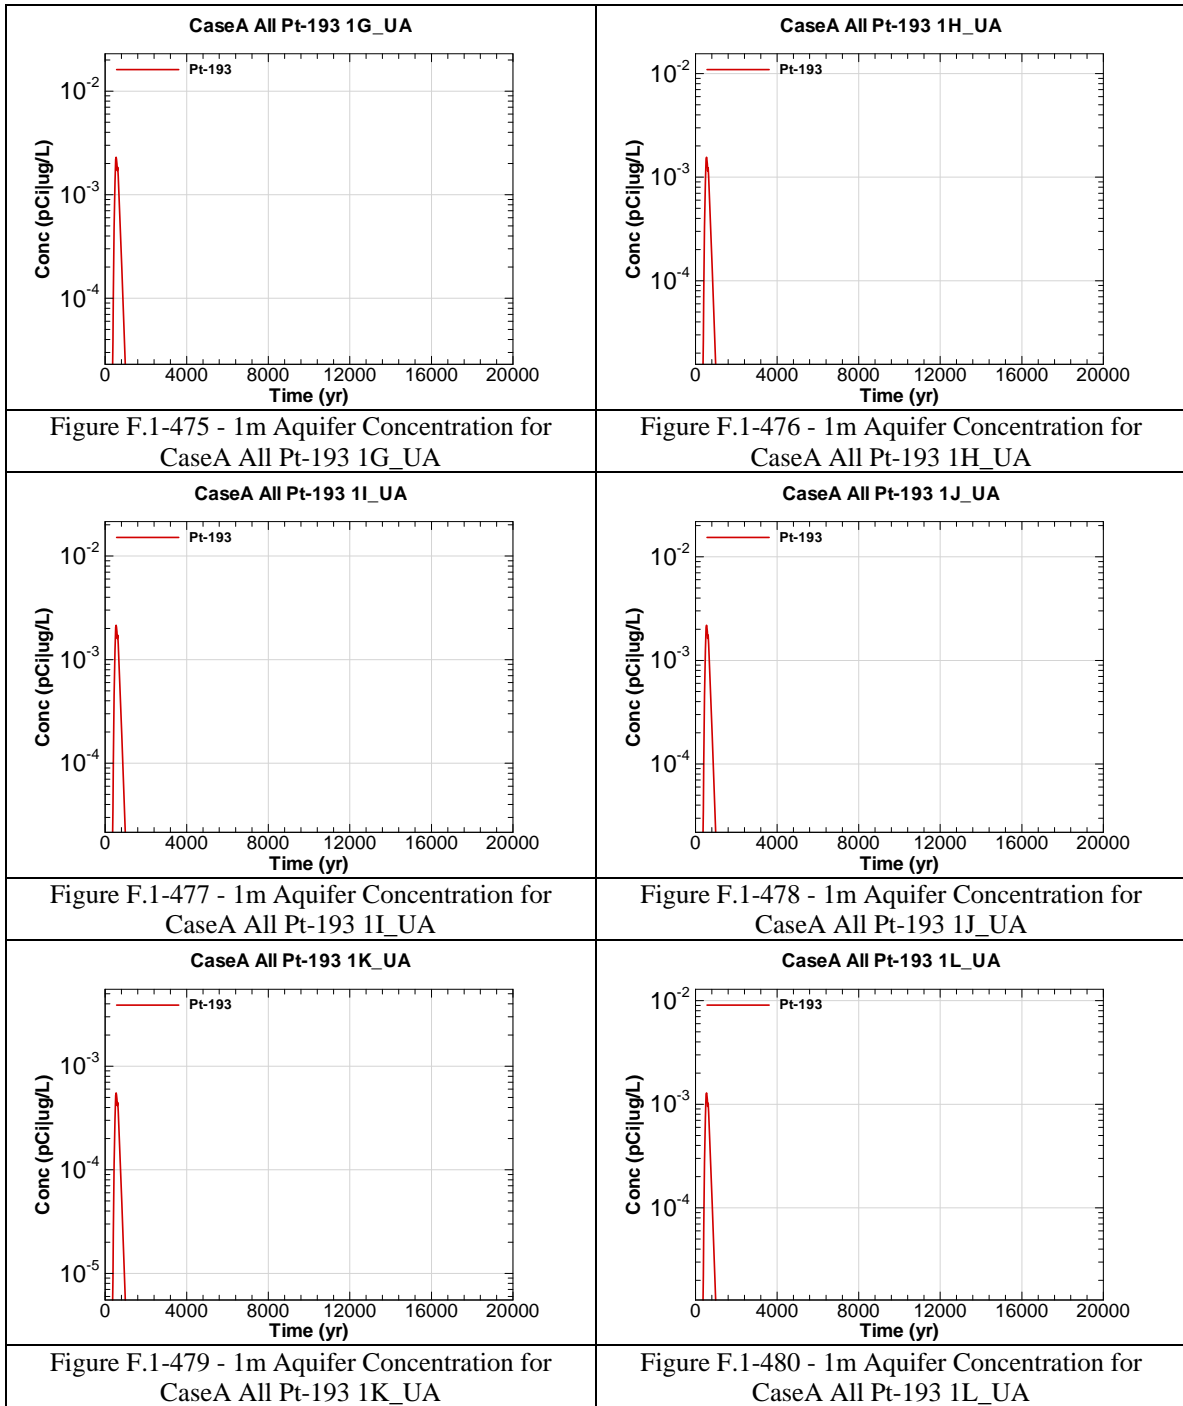 CaseA All Pt-193 1G_UA
Pt-193
10-2
10-3
10-4
Conc (pCi|ug/L)
0 4000 8000 12000 16000 20000
Time (yr)
Figure F.1-475 - 1m Aquifer Concentration for
CaseA All Pt-193 1G_UA
CaseA All Pt-193 1H_UA
Pt-193
10-2
10-3
10-4
Conc (pCi|ug/L)
0 4000 8000 12000 16000 20000
Time (yr)
Figure F.1-476 - 1m Aquifer Concentration for
CaseA All Pt-193 1H_UA
CaseA All Pt-193 1I_UA
Pt-193
10-2
10-3
10-4
Conc (pCi|ug/L)
0 4000 8000 12000 16000 20000
Time (yr)
Figure F.1-477 - 1m Aquifer Concentration for
CaseA All Pt-193 1I_UA
CaseA All Pt-193 1J_UA
Pt-193
10-2
10-3
10-4
Conc (pCi|ug/L)
0 4000 8000 12000 16000 20000
Time (yr)
Figure F.1-478 - 1m Aquifer Concentration for
CaseA All Pt-193 1J_UA
CaseA All Pt-193 1K_UA
Pt-193
10-3
10-4
10-5
Conc (pCi|ug/L)
0 4000 8000 12000 16000 20000
Time (yr)
Figure F.1-479 - 1m Aquifer Concentration for
CaseA All Pt-193 1K_UA
CaseA All Pt-193 1L_UA
Pt-193
10-2
10-3
10-4
Conc (pCi|ug/L)
0 4000 8000 12000 16000 20000
Time (yr)
Figure F.1-480 - 1m Aquifer Concentration for
CaseA All Pt-193 1L_UA